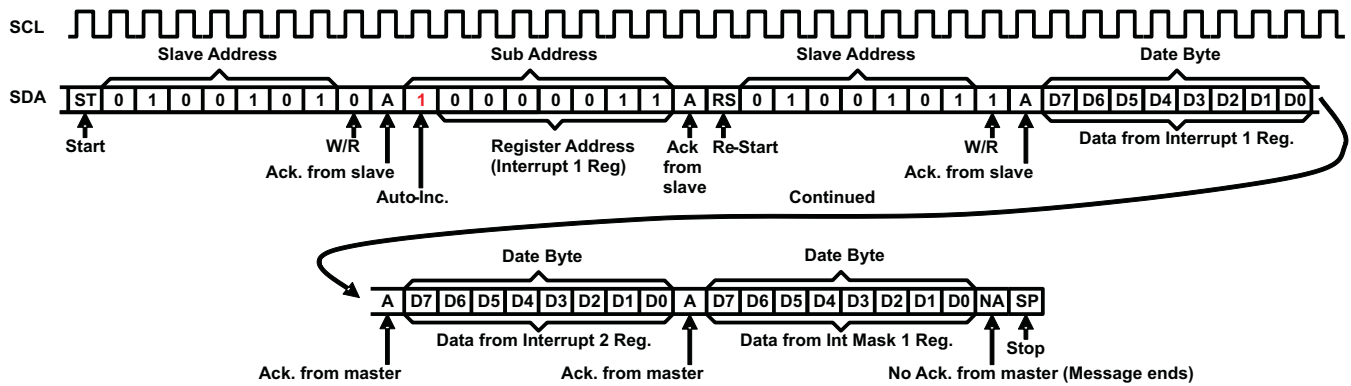 SCL
Slave Address Sub Address Slave Address Date Byte
SDA ST 0 1 0 0 1 0 1 0 A 1 0 0 0 0 0 1 1 A RS 0 1 0 0 1 0 1 1 A D7 D6 D5 D4 D3 D2 D1 D0
Start W/R Register Address Ack Re-Start W/R Data from Interrupt 1 Reg.
Ack. from slave (Interrupt 1 Reg) from Ack. from slave
slave
Auto-Inc. Continued
Date Byte Date Byte
A D7 D6 D5 D4 D3 D2 D1 D0 A D7 D6 D5 D4 D3 D2 D1 D0 NA SP
Data from Interrupt 2 Reg. Data from Int Mask 1 Reg. Stop
Ack. from master Ack. from master No Ack. from master (Message ends)